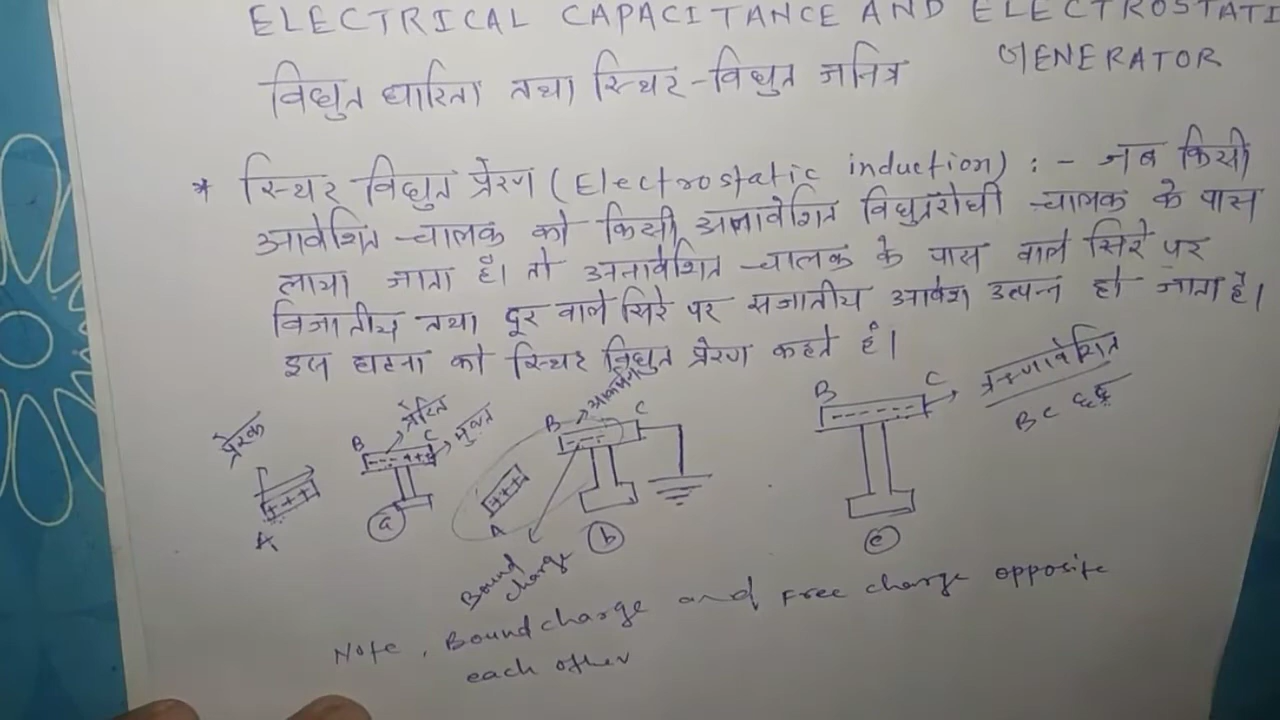 ELECTRICAL CAPACITANCE AND ELECTROSTATI
GENERATOR
विद्युत धारिता तथा स्थिर-विद्युत जनित्र
* स्थिर विद्युत प्रेरण (Electrostatic induction) : - जब किसी
आवेशित चालक को किसी अनावेशित विद्युतरोधी चालक के पास
लाया जाता है। तो अनावेशित चालक के पास वाले सिरे पर
विजातीय तथा दूर वाले सिरे पर सजातीय आवेश उत्पन्न हो जाता है।
इस घटना को स्थिर विद्युत प्रेरण कहते हैं।
प्रेरक
+++
A
प्रेरित
B C मुक्त
--- +++
a
B C
---
+++
A
b
Bound
charge
B C ऋणावेशित
-----
BC
c
Note, Bound charge and Free charge opposite
each other